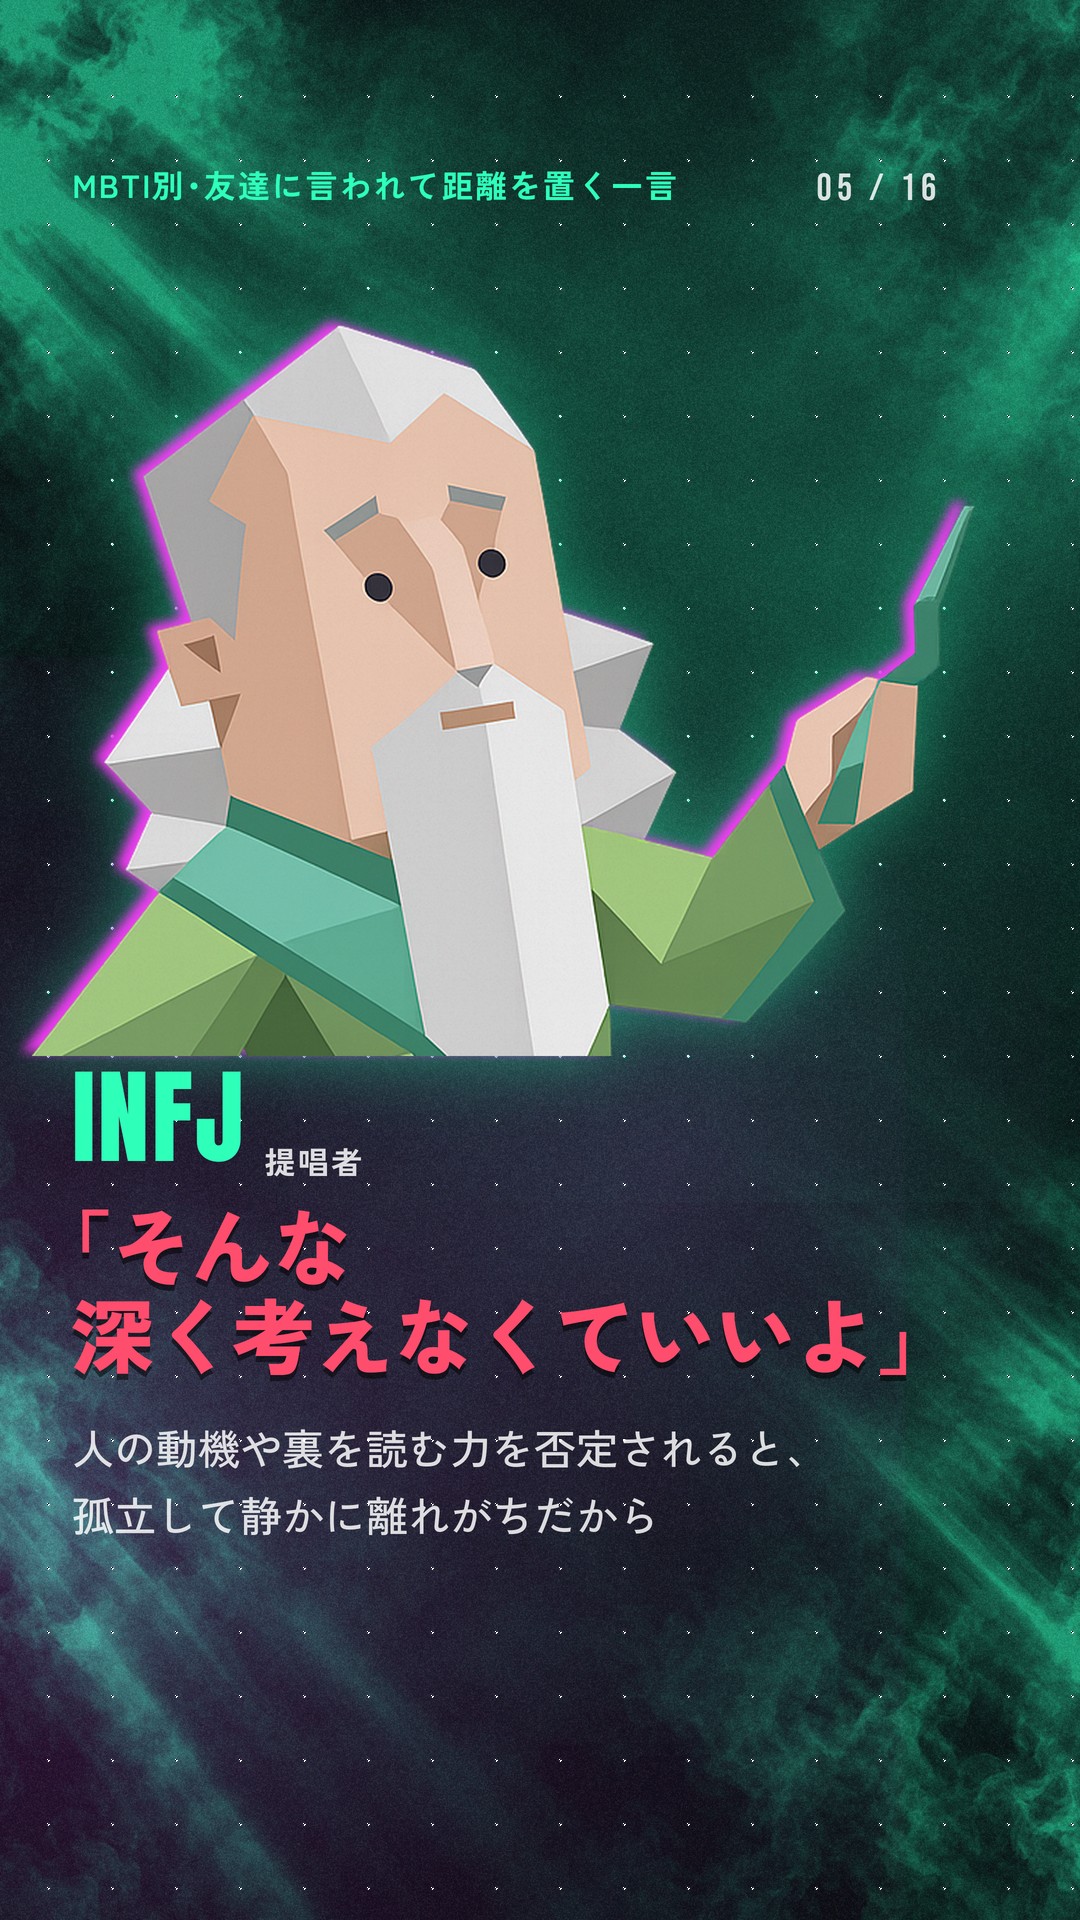 MBTI別・友達に言われて距離を置く一言
05 / 16
INFJ
提唱者
「そんな
深く考えなくていいよ」
人の動機や裏を読む力を否定されると、
孤立して静かに離れがちだから